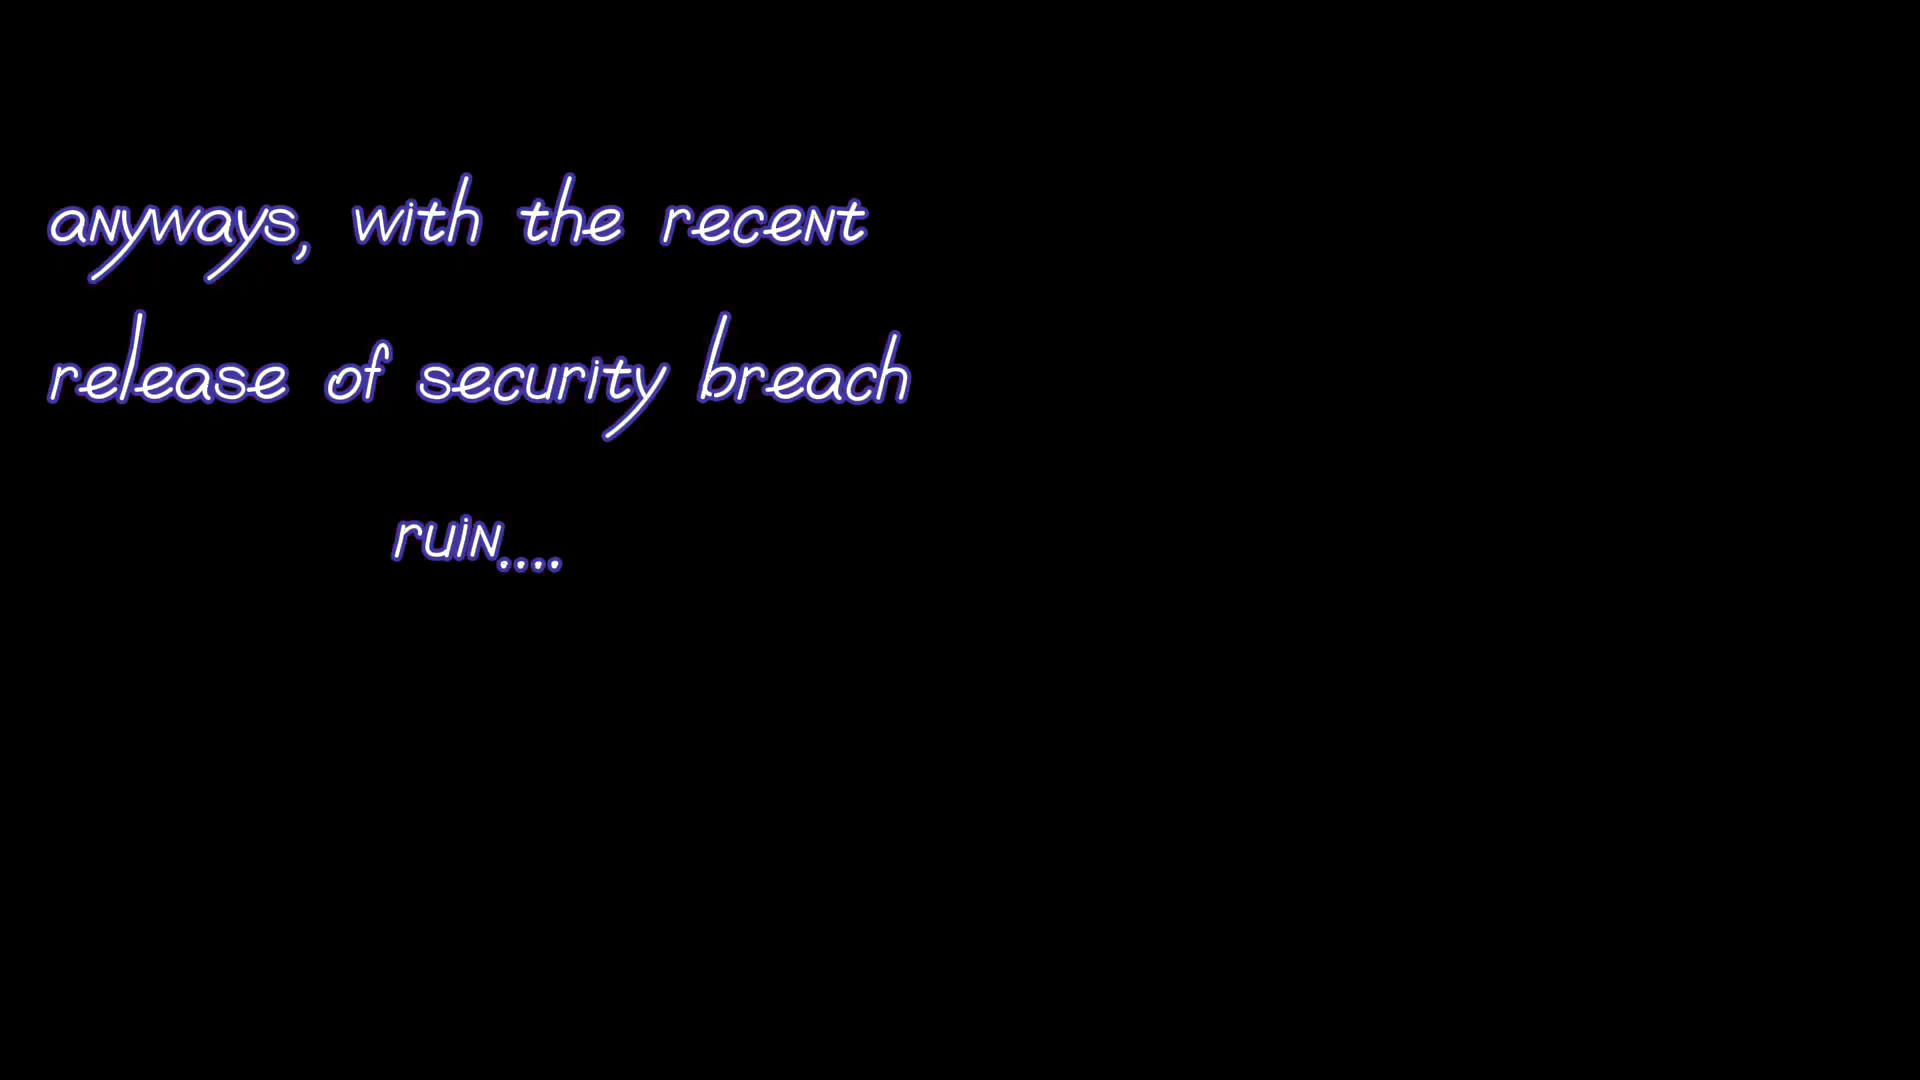 anyways, with the recent
release of security breach
ruin....